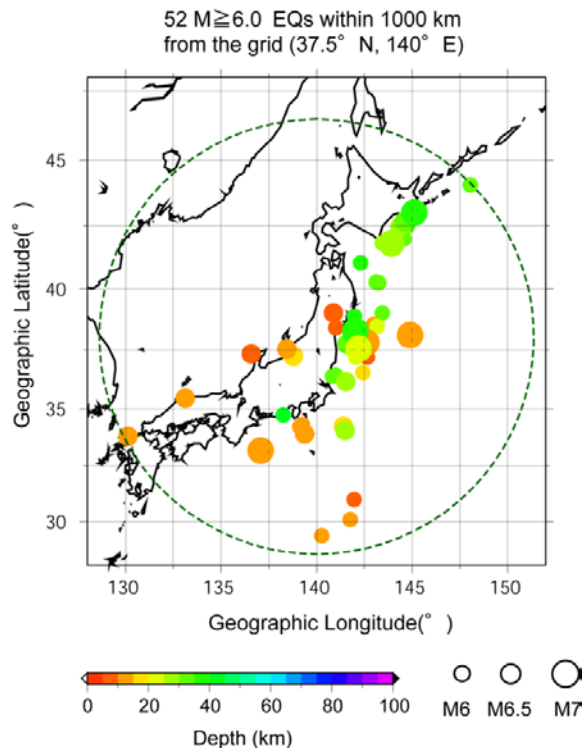 52 M≧6.0 EQs within 1000 km
from the grid (37.5° N, 140° E)
Geographic Latitude(°)
45
40
35
30
130 135 140 145 150
Geographic Longitude(°)
0 20 40 60 80 100
Depth (km)
M6 M6.5 M7